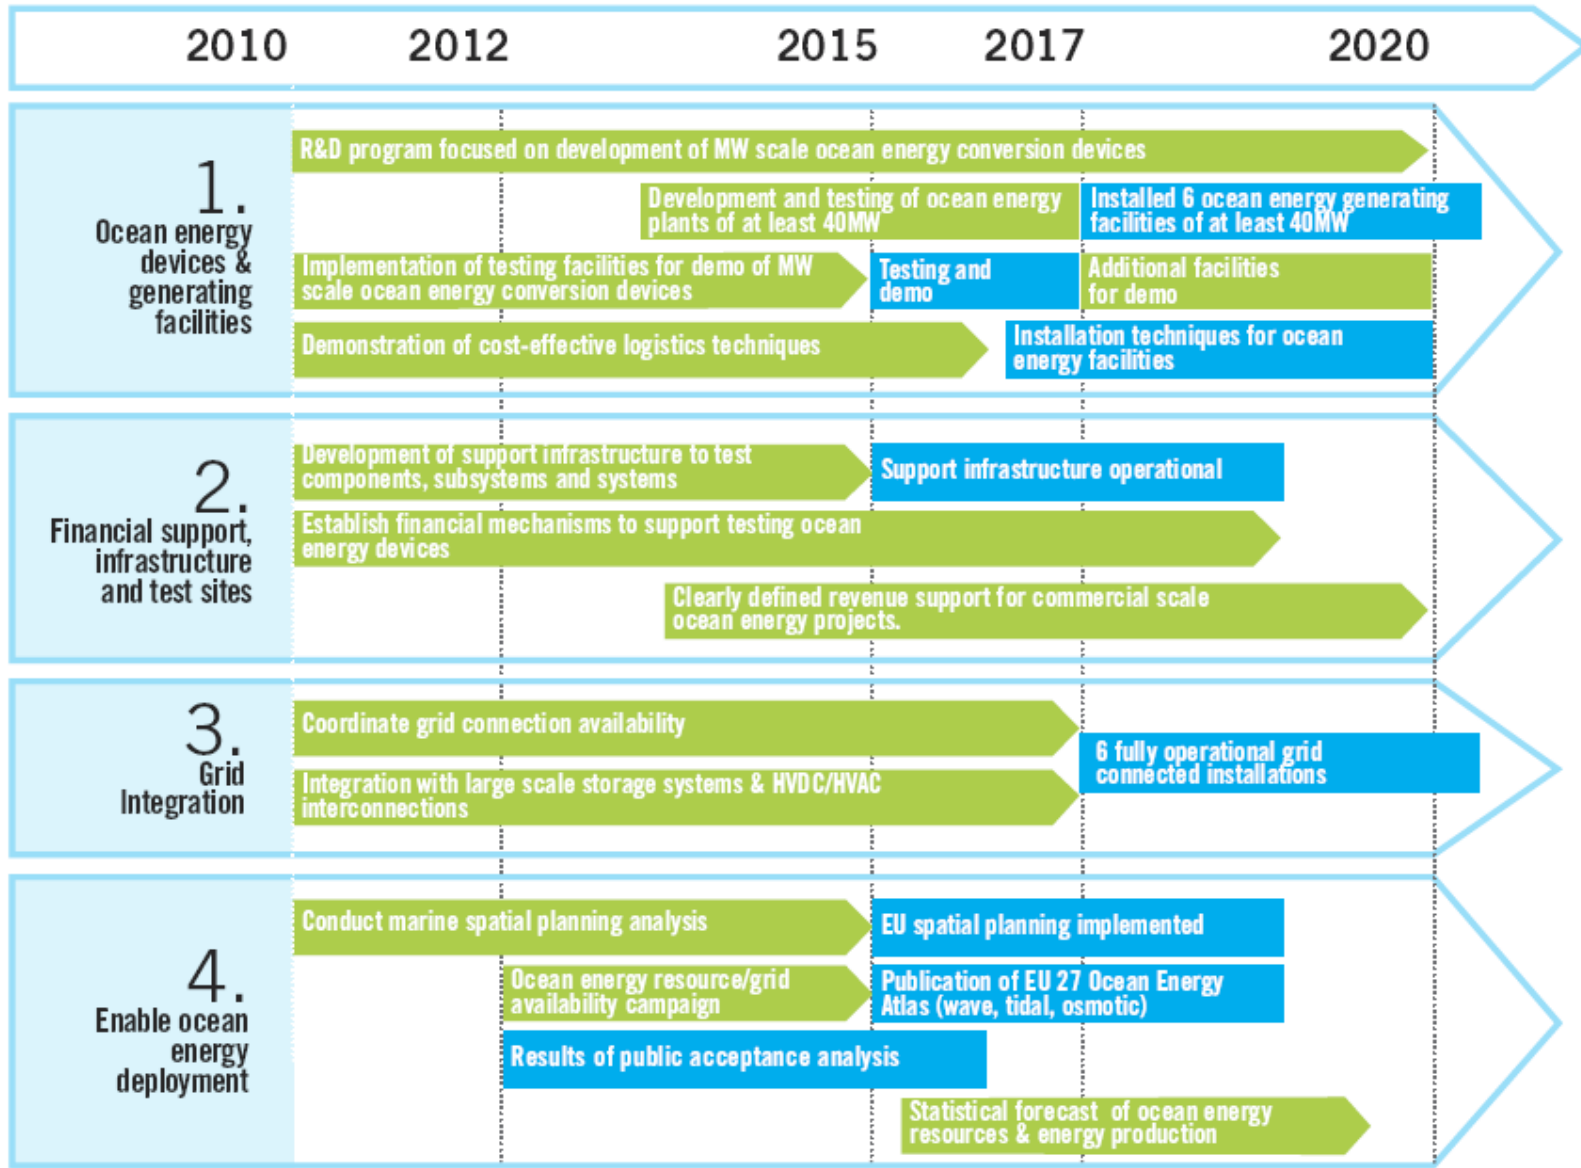 2010 2012 2015 2017 2020
1.
Ocean energy
devices &
generating
facilities
R&D program focused on development of MW scale ocean energy conversion devices
Development and testing of ocean energy
plants of at least 40MW
Installed 6 ocean energy generating
facilities of at least 40MW
Implementation of testing facilities for demo of MW
scale ocean energy conversion devices
Testing and
demo
Additional facilities
for demo
Demonstration of cost-effective logistics techniques
Installation techniques for ocean
energy facilities
2.
Financial support,
infrastructure
and test sites
Development of support infrastructure to test
components, subsystems and systems
Support infrastructure operational
Establish financial mechanisms to support testing ocean
energy devices
Clearly defined revenue support for commercial scale
ocean energy projects.
3.
Grid
Integration
Coordinate grid connection availability
Integration with large scale storage systems & HVDC/HVAC
interconnections
6 fully operational grid
connected installations
4.
Enable ocean
energy
deployment
Conduct marine spatial planning analysis
EU spatial planning implemented
Ocean energy resource/grid
availability campaign
Publication of EU 27 Ocean Energy
Atlas (wave, tidal, osmotic)
Results of public acceptance analysis
Statistical forecast of ocean energy
resources & energy production